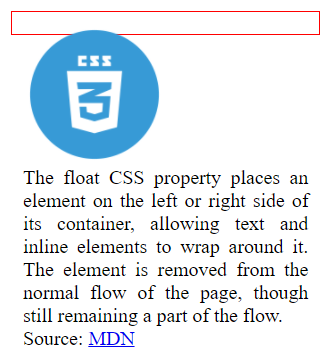 CSS
3
The float CSS property places an
element on the left or right side of
its container, allowing text and
inline elements to wrap around it.
The element is removed from the
normal flow of the page, though
still remaining a part of the flow.
Source: MDN